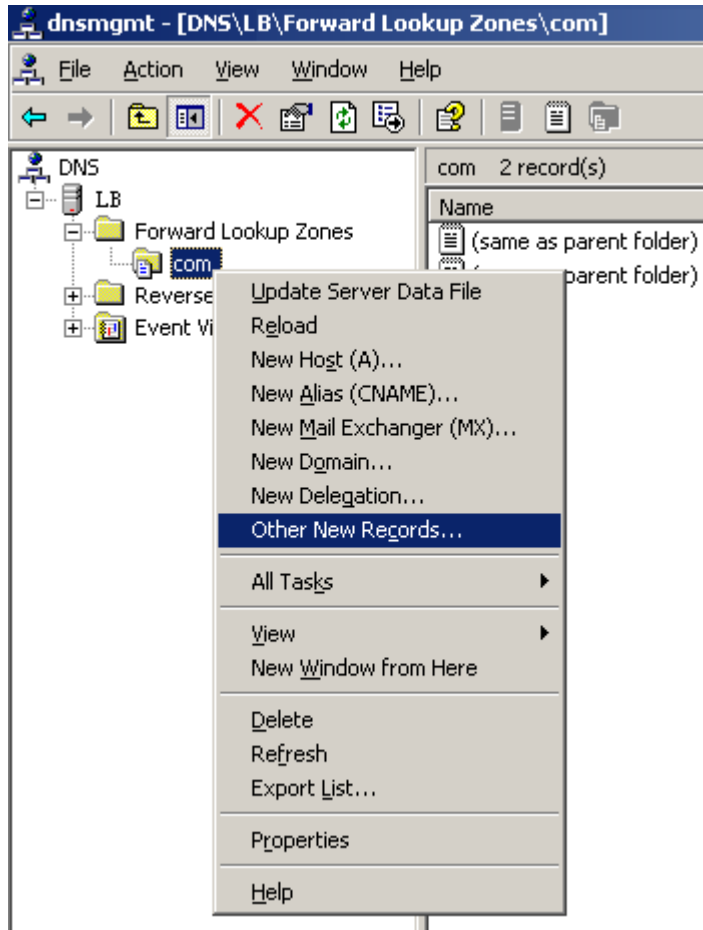 dnsmgmt - [DNS\LB\Forward Lookup Zones\com]
File Action View Window Help
DNS
com 2 record(s)
LB
Name
Forward Lookup Zones
(same as parent folder)
com
parent folder)
Reverse
Event Vi
Update Server Data File
Reload
New Host (A)...
New Alias (CNAME)...
New Mail Exchanger (MX)...
New Domain...
New Delegation...
Other New Records...
All Tasks
View
New Window from Here
Delete
Refresh
Export List...
Properties
Help